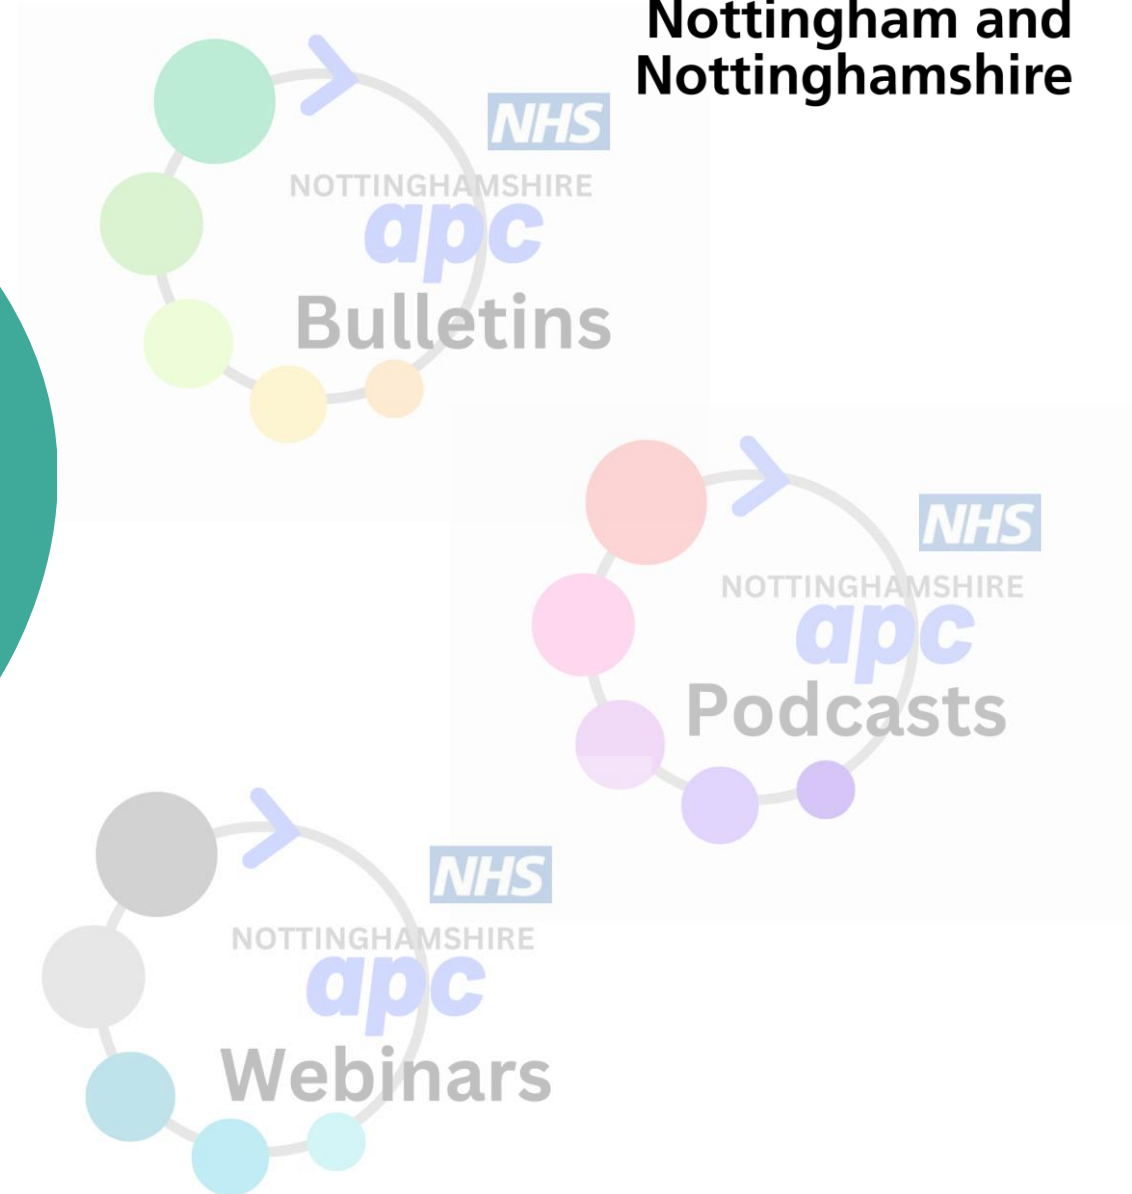 Nottingham and
Nottinghamshire
NHS
NOTTINGHAMSHIRE
apc
Bulletins
NHS
NOTTINGHAMSHIRE
apc
Podcasts
NHS
NOTTINGHAMSHIRE
apc
Webinars